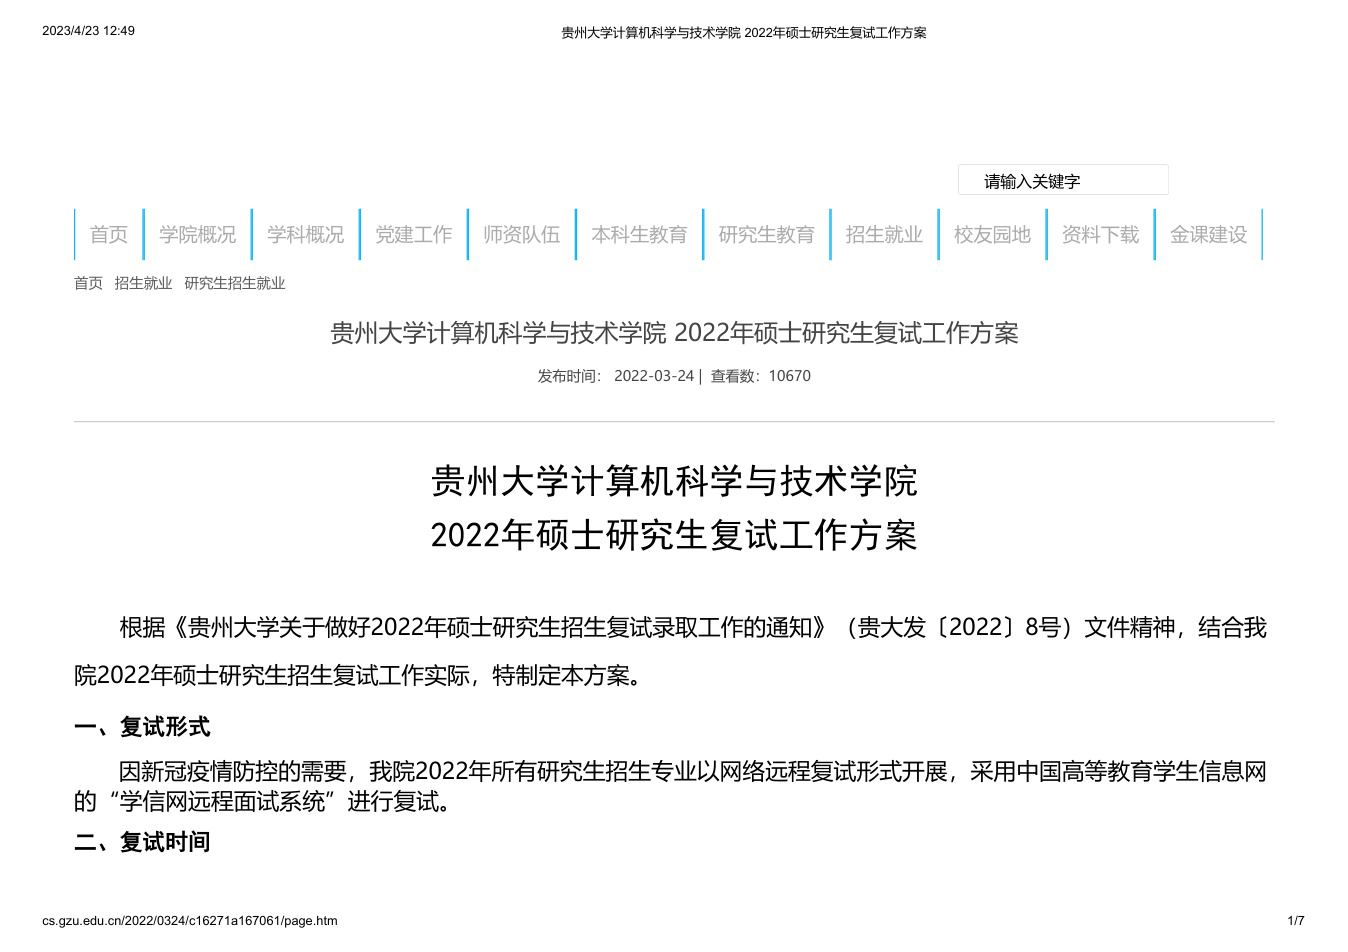 2023/4/23 12:49
贵州大学计算机科学与技术学院 2022年硕士研究生复试工作方案
请输入关键字
首页 学院概况 学科概况 党建工作 师资队伍 本科生教育 研究生教育 招生就业 校友园地 资料下载 金课建设
首页 招生就业 研究生招生就业
贵州大学计算机科学与技术学院 2022年硕士研究生复试工作方案
发布时间： 2022-03-24 | 查看数：10670
贵州大学计算机科学与技术学院
2022年硕士研究生复试工作方案
根据《贵州大学关于做好2022年硕士研究生招生复试录取工作的通知》（贵大发〔2022〕8号）文件精神，结合我
院2022年硕士研究生招生复试工作实际，特制定本方案。
一、复试形式
因新冠疫情防控的需要，我院2022年所有研究生招生专业以网络远程复试形式开展，采用中国高等教育学生信息网
的“学信网远程面试系统”进行复试。
二、复试时间
cs.gzu.edu.cn/2022/0324/c16271a167061/page.htm
1/7